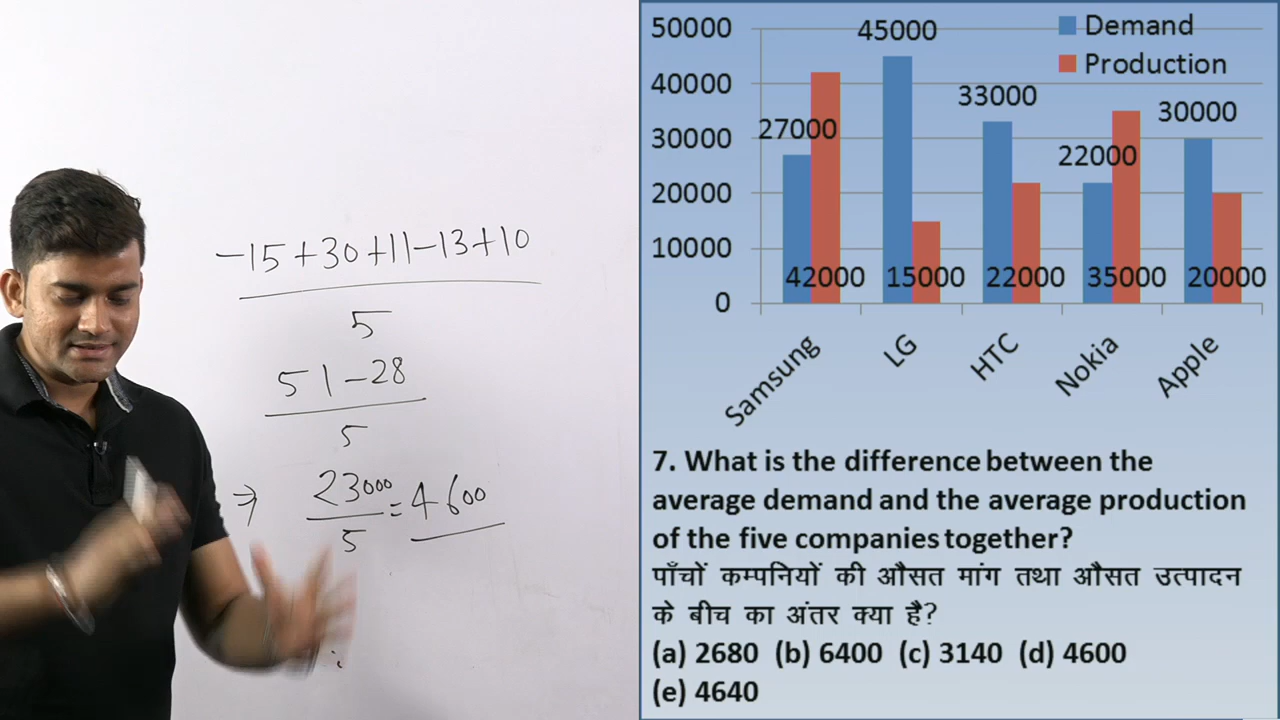 -15+30+11-13+10
5
51-28
5
⇒ 23000
5
= 4600
50000
40000
30000
20000
10000
0
Demand
Production
27000
42000
45000
15000
33000
22000
22000
35000
30000
20000
Samsung
LG
HTC
Nokia
Apple
7. What is the difference between the
average demand and the average production
of the five companies together?
पाँचों कम्पनियों की औसत मांग तथा औसत उत्पादन
के बीच का अंतर क्या है?
(a) 2680 (b) 6400 (c) 3140 (d) 4600
(e) 4640